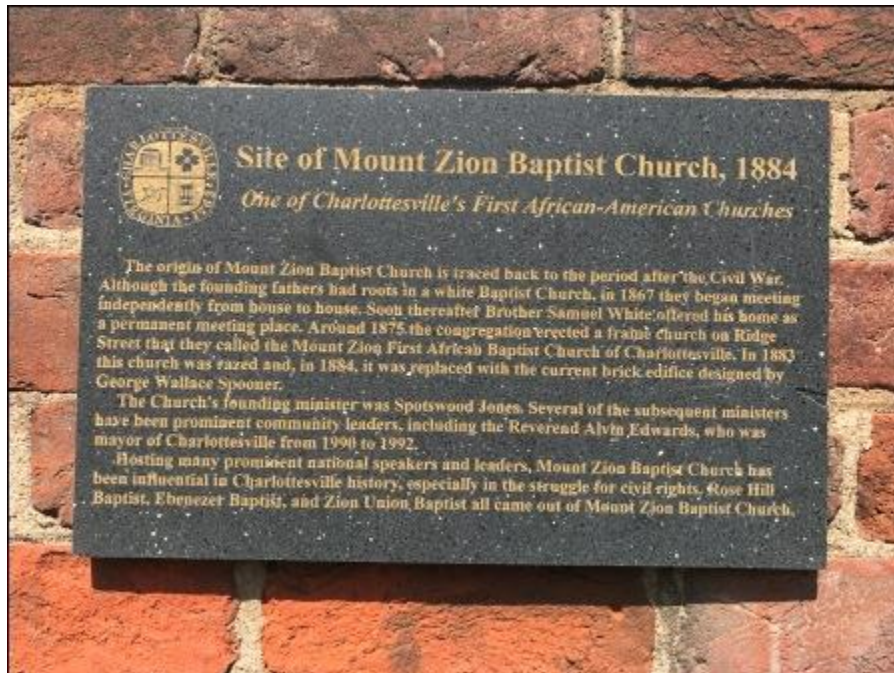 CHARLOTTESVILLE
VIRGINIA
Site of Mount Zion Baptist Church, 1884
One of Charlottesville's First African-American Churches
The origin of Mount Zion Baptist Church is traced back to the period after the Civil War.
Although the founding fathers had roots in a white Baptist Church, in 1867 they began meeting
independently from house to house. Soon thereafter Brother Samuel White offered his home as
a permanent meeting place. Around 1875 the congregation erected a frame church on Ridge
Street that they called the Mount Zion First African Baptist Church of Charlottesville. In 1883
this church was razed and, in 1884, it was replaced with the current brick edifice designed by
George Wallace Spooner.
The Church's founding minister was Spotswood Jones. Several of the subsequent ministers
have been prominent community leaders, including the Reverend Alvin Edwards, who was
mayor of Charlottesville from 1990 to 1992.
Hosting many prominent national speakers and leaders, Mount Zion Baptist Church has
been influential in Charlottesville history, especially in the struggle for civil rights. Rose Hill
Baptist, Ebenezer Baptist, and Zion Union Baptist all came out of Mount Zion Baptist Church.